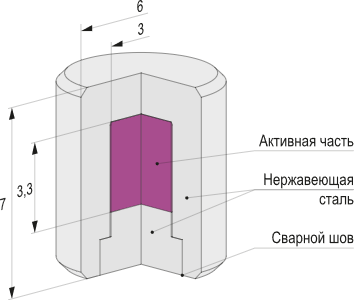 6
3
Активная часть
3,3
Нержавеющая
сталь
7
Сварной шов